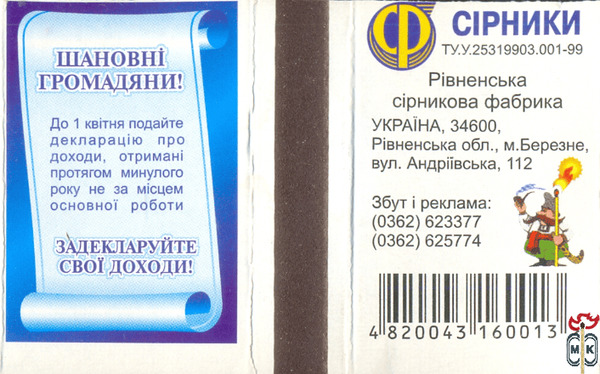 ШАНОВНІ
ГРОМАДЯНИ!
До 1 квітня подайте
декларацію про
доходи, отримані
протягом минулого
року не за місцем
основної роботи
ЗАДЕКЛАРУЙТЕ
СВОЇ ДОХОДИ!
СФ СІРНИКИ
ТУ.У.25319903.001-99
Рівненська
сірникова фабрика
УКРАЇНА, 34600,
Рівненська обл., м.Березне,
вул. Андріївська, 112
Збут і реклама:
(0362) 623377
(0362) 625774
4 820043 160013
М К